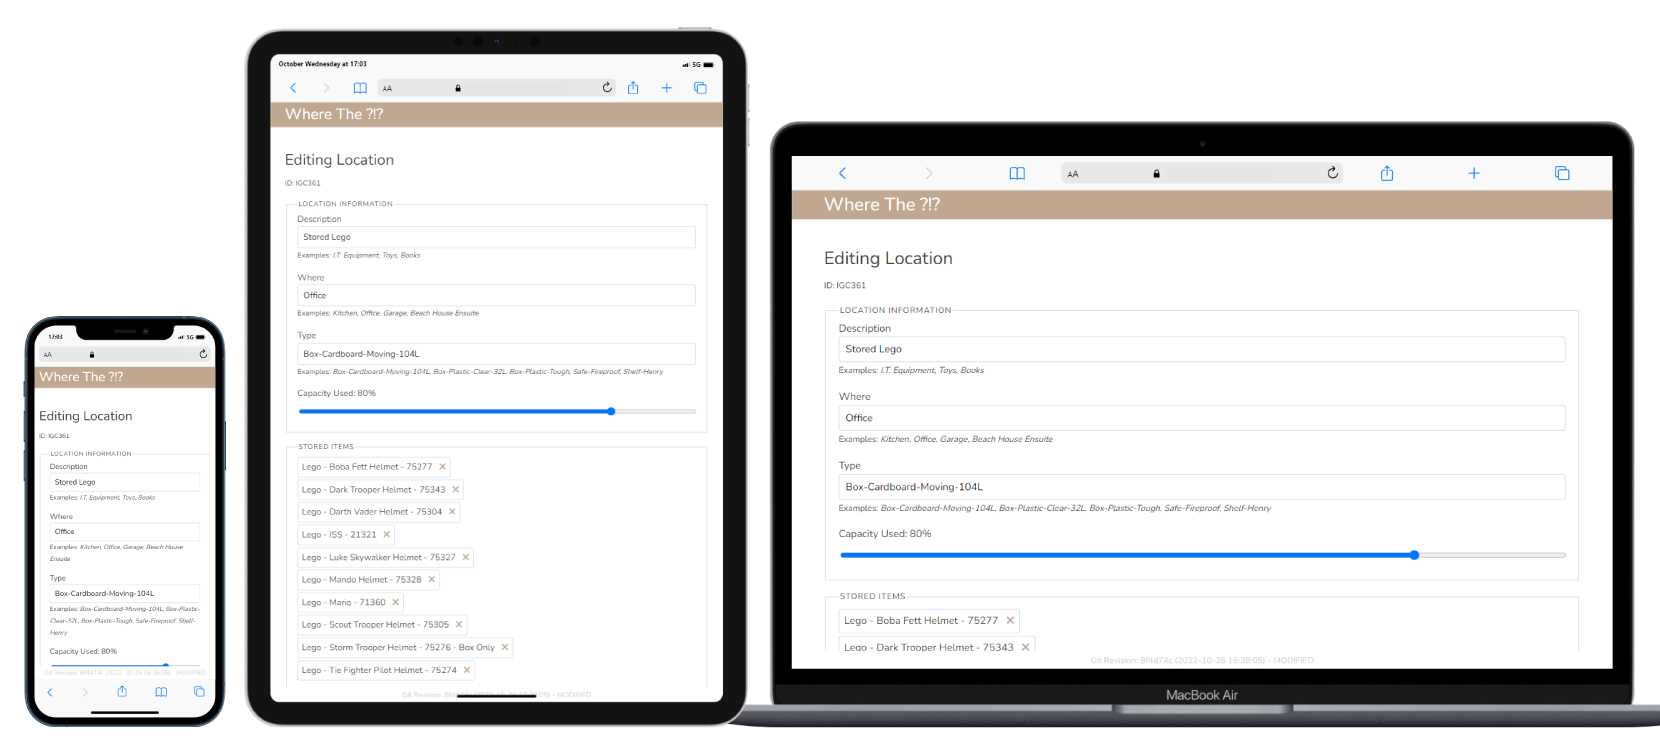 17:03
5G
AA
Where The ?!?
Editing Location
ID: IGC361
LOCATION INFORMATION
Description
Stored Lego
Examples: I.T. Equipment, Toys, Books
Where
Office
Examples: Kitchen, Office, Garage, Beach House
Ensuite
Type
Box-Cardboard-Moving-104L
Examples: Box-Cardboard-Moving-104L, Box-Plastic-
Clear-32L, Box-Plastic-Tough, Safe-Fireproof, Shelf-
Henry
Capacity Used: 80%
Git Revision: 8f4d74c (2022-10-26 16:38:05) - MODIFIED
October Wednesday at 17:03
5G
AA
Where The ?!?
Editing Location
ID: IGC361
LOCATION INFORMATION
Description
Stored Lego
Examples: I.T. Equipment, Toys, Books
Where
Office
Examples: Kitchen, Office, Garage, Beach House Ensuite
Type
Box-Cardboard-Moving-104L
Examples: Box-Cardboard-Moving-104L, Box-Plastic-Clear-32L, Box-Plastic-Tough, Safe-Fireproof, Shelf-Henry
Capacity Used: 80%
STORED ITEMS
Lego - Boba Fett Helmet - 75277 ×
Lego - Dark Trooper Helmet - 75343 ×
Lego - Darth Vader Helmet - 75304 ×
Lego - ISS - 21321 ×
Lego - Luke Skywalker Helmet - 75327 ×
Lego - Mando Helmet - 75328 ×
Lego - Mario - 71360 ×
Lego - Scout Trooper Helmet - 75305 ×
Lego - Storm Trooper Helmet - 75276 - Box Only ×
Lego - Tie Fighter Pilot Helmet - 75274 ×
Git Revision: - MODIFIED
AA
Where The ?!?
Editing Location
ID: IGC361
LOCATION INFORMATION
Description
Stored Lego
Examples: I.T. Equipment, Toys, Books
Where
Office
Examples: Kitchen, Office, Garage, Beach House Ensuite
Type
Box-Cardboard-Moving-104L
Examples: Box-Cardboard-Moving-104L, Box-Plastic-Clear-32L, Box-Plastic-Tough, Safe-Fireproof, Shelf-Henry
Capacity Used: 80%
STORED ITEMS
Lego - Boba Fett Helmet - 75277 ×
Lego - Dark Trooper Helmet - 75343 ×
Git Revision: 8f4d74c (2022-10-26 16:38:05) - MODIFIED
MacBook Air